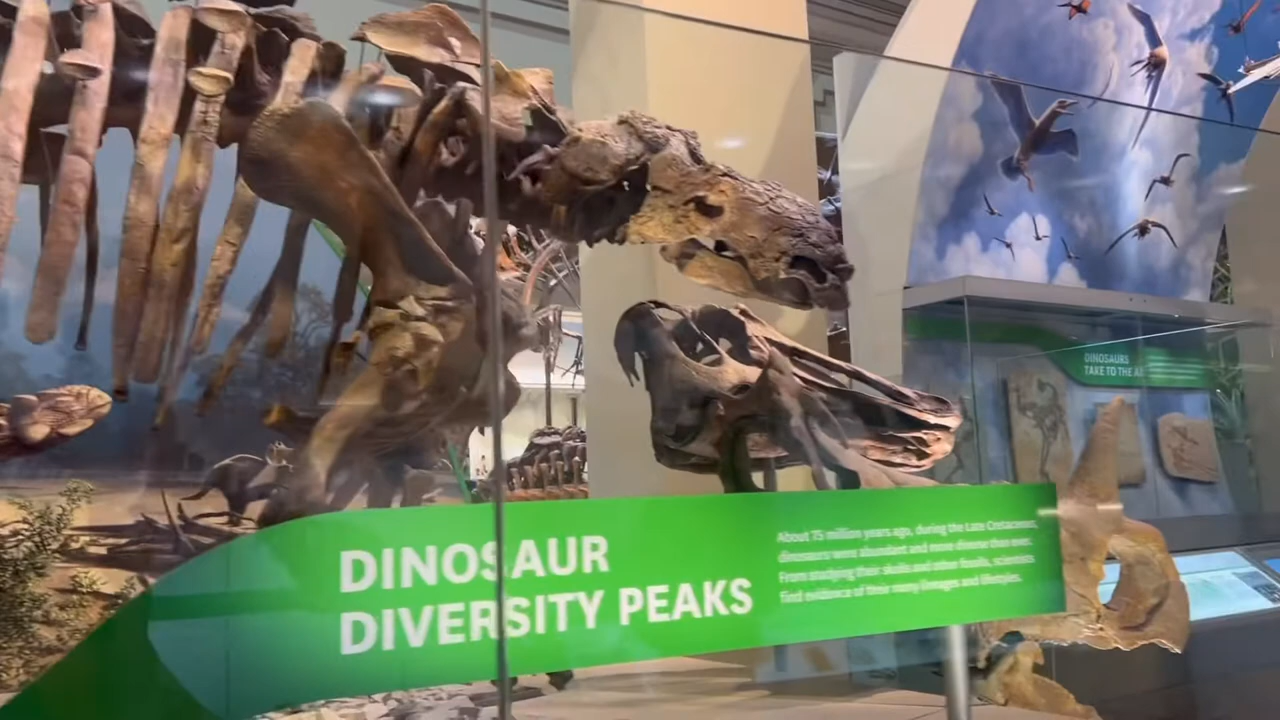 DINOSAURS
TAKE TO THE
DINOSAUR
DIVERSITY PEAKS
About 75 million years ago, during the Late Cretaceous,
dinosaurs were abundant and more diverse than ever.
From studying their skulls and other fossils, scientists
find evidence of their many lineages and lifestyles.